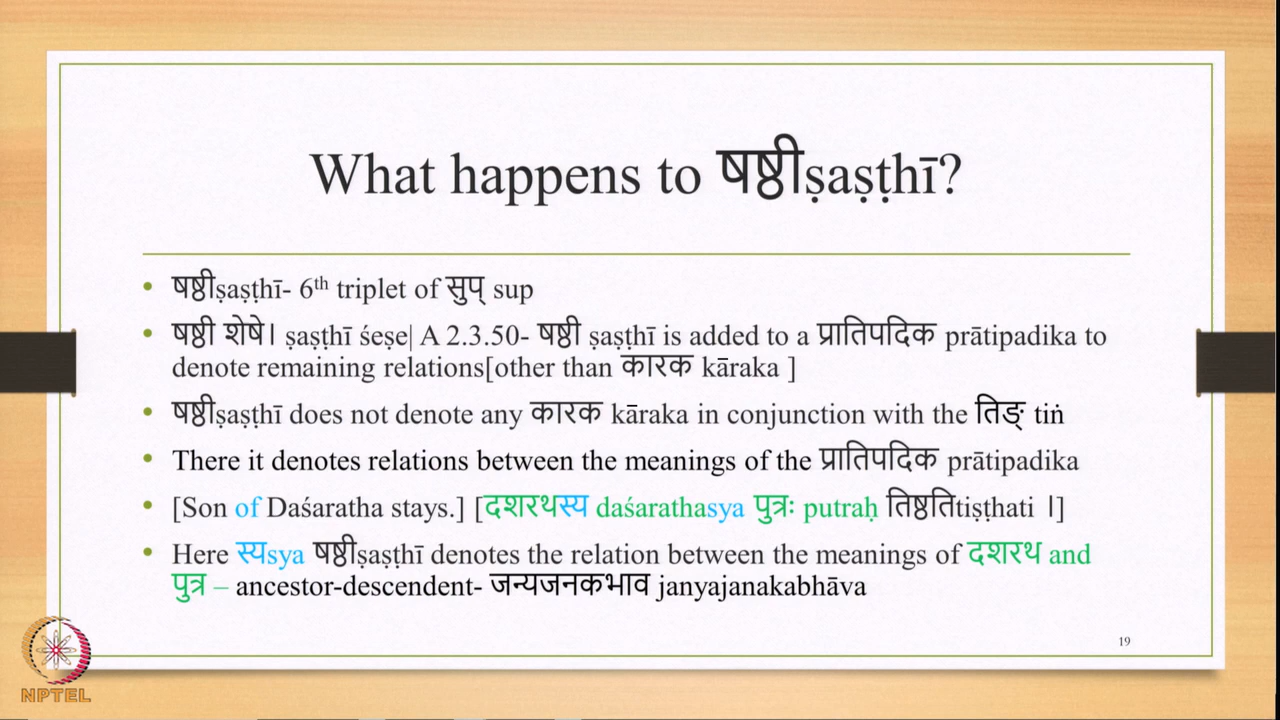 What happens to षष्ठीṣaṣṭhī?
• षष्ठीṣaṣṭhī- 6th triplet of सुप् sup
• षष्ठी शेषे। ṣaṣṭhī śeṣe| A 2.3.50- षष्ठी ṣaṣṭhī is added to a प्रातिपदिक prātipadika to
denote remaining relations[other than कारक kāraka ]
• षष्ठीṣaṣṭhī does not denote any कारक kāraka in conjunction with the तिङ् tiṅ
• There it denotes relations between the meanings of the प्रातिपदिक prātipadika
• [Son of Daśaratha stays.] [दशरथस्य daśarathasya पुत्रः putraḥ तिष्ठतिtiṣṭhati ।]
• Here स्यsya षष्ठीṣaṣṭhī denotes the relation between the meanings of दशरथ and
पुत्र – ancestor-descendent- जन्यजनकभाव janyajanakabhāva
19
NPTEL